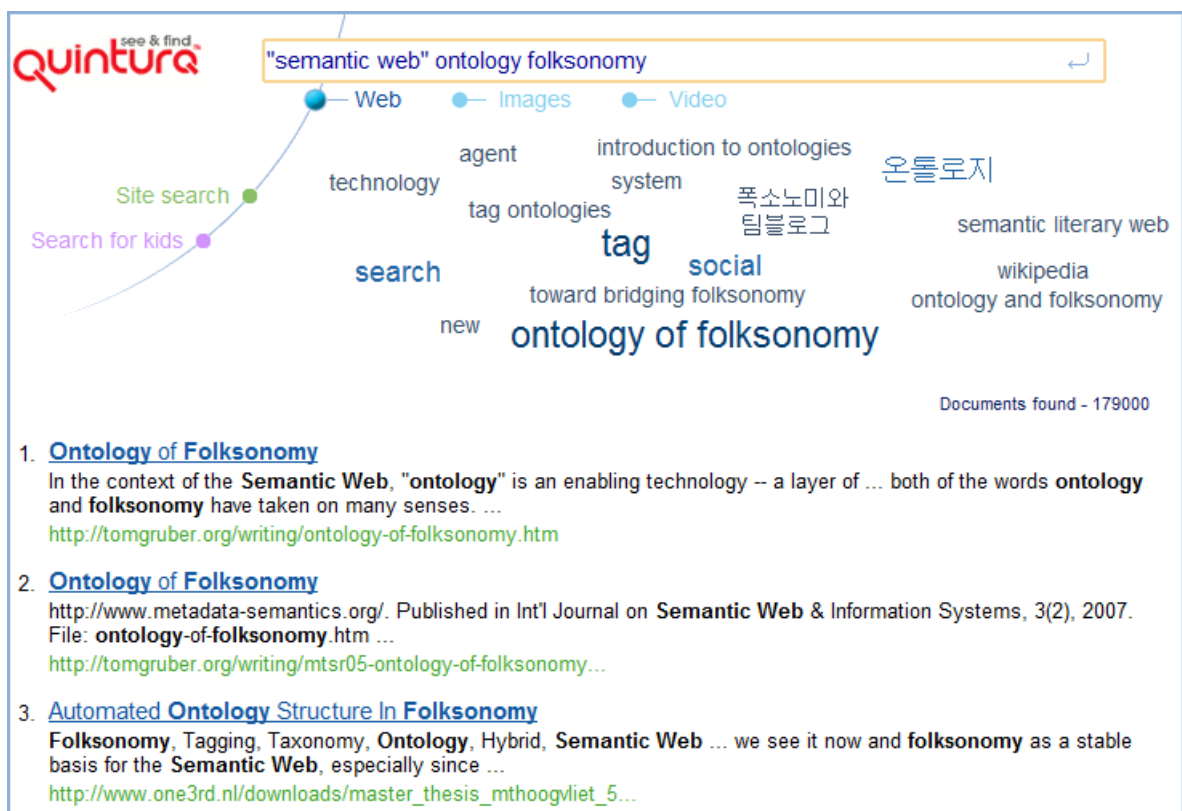 see & find
Quintura
"semantic web" ontology folksonomy
Web
Images
Video
agent
introduction to ontologies
온톨로지
technology
system
폭소노미와
팀블로그
Site search
tag ontologies
semantic literary web
Search for kids
tag
search
social
wikipedia
toward bridging folksonomy
ontology and folksonomy
new
ontology of folksonomy
Documents found - 179000
1. Ontology of Folksonomy
In the context of the Semantic Web, "ontology" is an enabling technology -- a layer of ... both of the words ontology
and folksonomy have taken on many senses. ...
http://tomgruber.org/writing/ontology-of-folksonomy.htm
2. Ontology of Folksonomy
http://www.metadata-semantics.org/. Published in Int'l Journal on Semantic Web & Information Systems, 3(2), 2007.
File: ontology-of-folksonomy.htm ...
http://tomgruber.org/writing/mtsr05-ontology-of-folksonomy...
3. Automated Ontology Structure In Folksonomy
Folksonomy, Tagging, Taxonomy, Ontology, Hybrid, Semantic Web ... we see it now and folksonomy as a stable
basis for the Semantic Web, especially since ...
http://www.one3rd.nl/downloads/master_thesis_mthoogvliet_5...